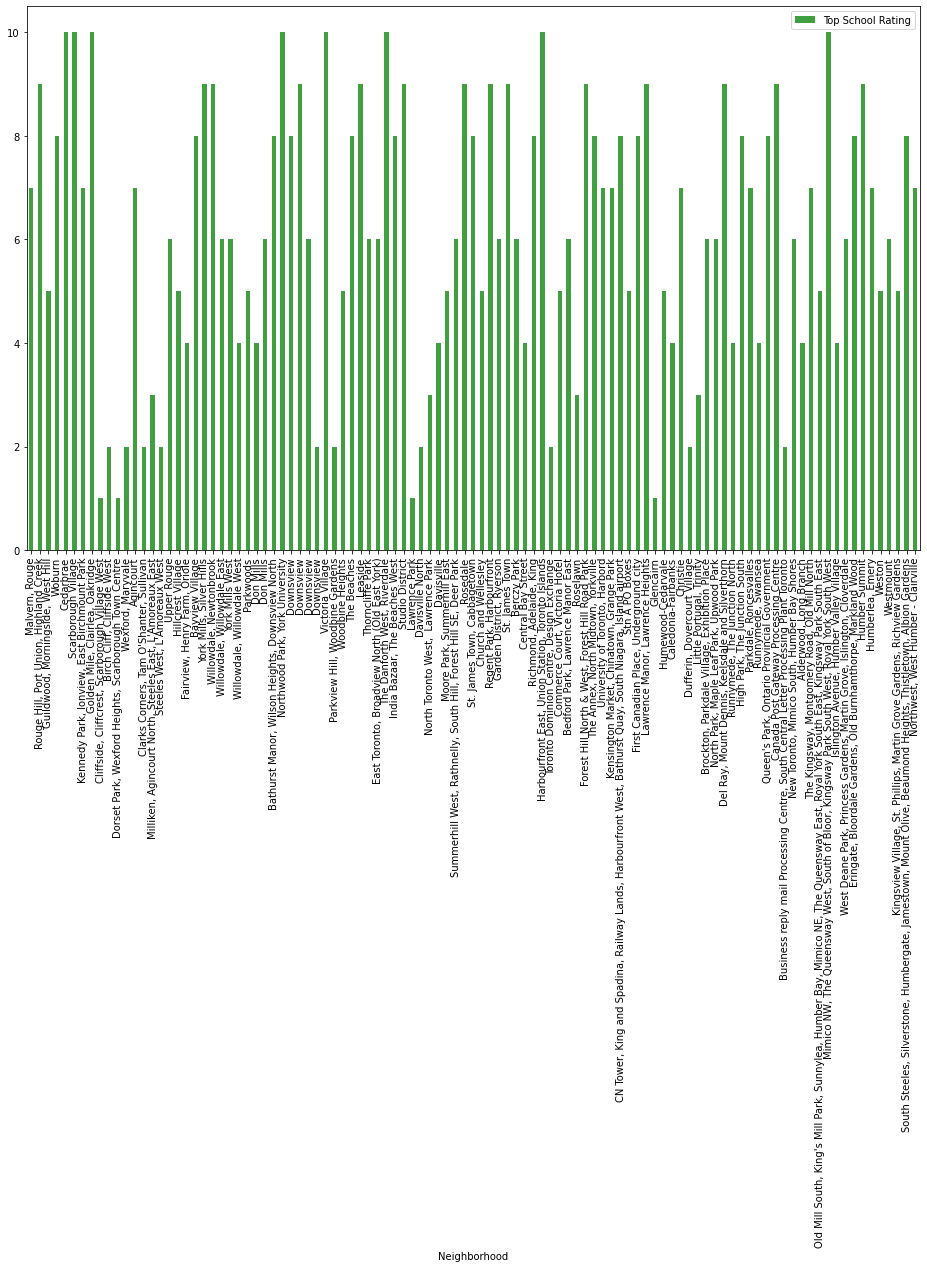 Top School Rating
10
8
6
4
2
0
Malvern, Rouge
Rouge Hill, Port Union, Highland Creek
Guildwood, Morningside, West Hill
Woburn
Cedarbrae
Scarborough Village
Kennedy Park, Ionview, East Birchmount Park
Golden Mile, Clairlea, Oakridge
Cliffside, Cliffcrest, Scarborough Village West
Birch Cliff, Cliffside West
Dorset Park, Wexford Heights, Scarborough Town Centre
Wexford, Maryvale
Agincourt
Clarks Corners, Tam O'Shanter, Sullivan
Milliken, Agincourt North, Steeles East, L'Amoreaux East
Steeles West, L'Amoreaux West
Upper Rouge
Hillcrest Village
Fairview, Henry Farm, Oriole
Bayview Village
York Mills, Silver Hills
Willowdale, Newtonbrook
Willowdale, Willowdale East
York Mills West
Willowdale, Willowdale West
Parkwoods
Don Mills
Don Mills
Bathurst Manor, Wilson Heights, Downsview North
Northwood Park, York University
Downsview
Downsview
Downsview
Downsview
Victoria Village
Parkview Hill, Woodbine Gardens
Woodbine Heights
The Beaches
Leaside
Thorncliffe Park
East Toronto, Broadview North (Old East York)
The Danforth West, Riverdale
India Bazaar, The Beaches West
Studio District
Lawrence Park
Davisville North
North Toronto West, Lawrence Park
Davisville
Moore Park, Summerhill East
Summerhill West, Rathnelly, South Hill, Forest Hill SE, Deer Park
Rosedale
St. James Town, Cabbagetown
Church and Wellesley
Regent Park, Harbourfront
Garden District, Ryerson
St. James Town
Berczy Park
Central Bay Street
Richmond, Adelaide, King
Harbourfront East, Union Station, Toronto Islands
Toronto Dominion Centre, Design Exchange
Commerce Court, Victoria Hotel
Bedford Park, Lawrence Manor East
Roselawn
Forest Hill North & West, Forest Hill Road Park
The Annex, North Midtown, Yorkville
University of Toronto, Harbord
Kensington Market, Chinatown, Grange Park
CN Tower, King and Spadina, Railway Lands, Harbourfront West, Bathurst Quay, South Niagara, Island airport
Stn A PO Boxes
First Canadian Place, Underground city
Lawrence Manor, Lawrence Heights
Glencairn
Humewood-Cedarvale
Caledonia-Fairbanks
Christie
Dufferin, Dovercourt Village
Little Portugal, Trinity
Brockton, Parkdale Village, Exhibition Place
North Park, Maple Leaf Park, Upwood Park
Del Ray, Mount Dennis, Keelsdale and Silverthorn
Runnymede, The Junction North
High Park, The Junction South
Parkdale, Roncesvalles
Runnymede, Swansea
Queen's Park, Ontario Provincial Government
Canada Post Gateway Processing Centre
Business reply mail Processing Centre, South Central Letter Processing Plant Toronto
New Toronto, Mimico South, Humber Bay Shores
Alderwood, Long Branch
The Kingsway, Montgomery Road, Old Mill North
Old Mill South, King's Mill Park, Sunnylea, Humber Bay, Mimico NE, The Queensway East, Royal York South East, Kingsway Park South East
Mimico NW, The Queensway West, South of Bloor, Kingsway Park South West, Royal York South West
Islington Avenue, Humber Valley Village
West Deane Park, Princess Gardens, Martin Grove, Islington, Cloverdale
Eringate, Bloordale Gardens, Old Burnhamthorpe, Markland Wood
Humber Summit
Humberlea, Emery
Weston
Westmount
Kingsview Village, St. Phillips, Martin Grove Gardens, Richview Gardens
South Steeles, Silverstone, Humbergate, Jamestown, Mount Olive, Beaumond Heights, Thistletown, Albion Gardens
Northwest, West Humber - Clairville
Neighborhood